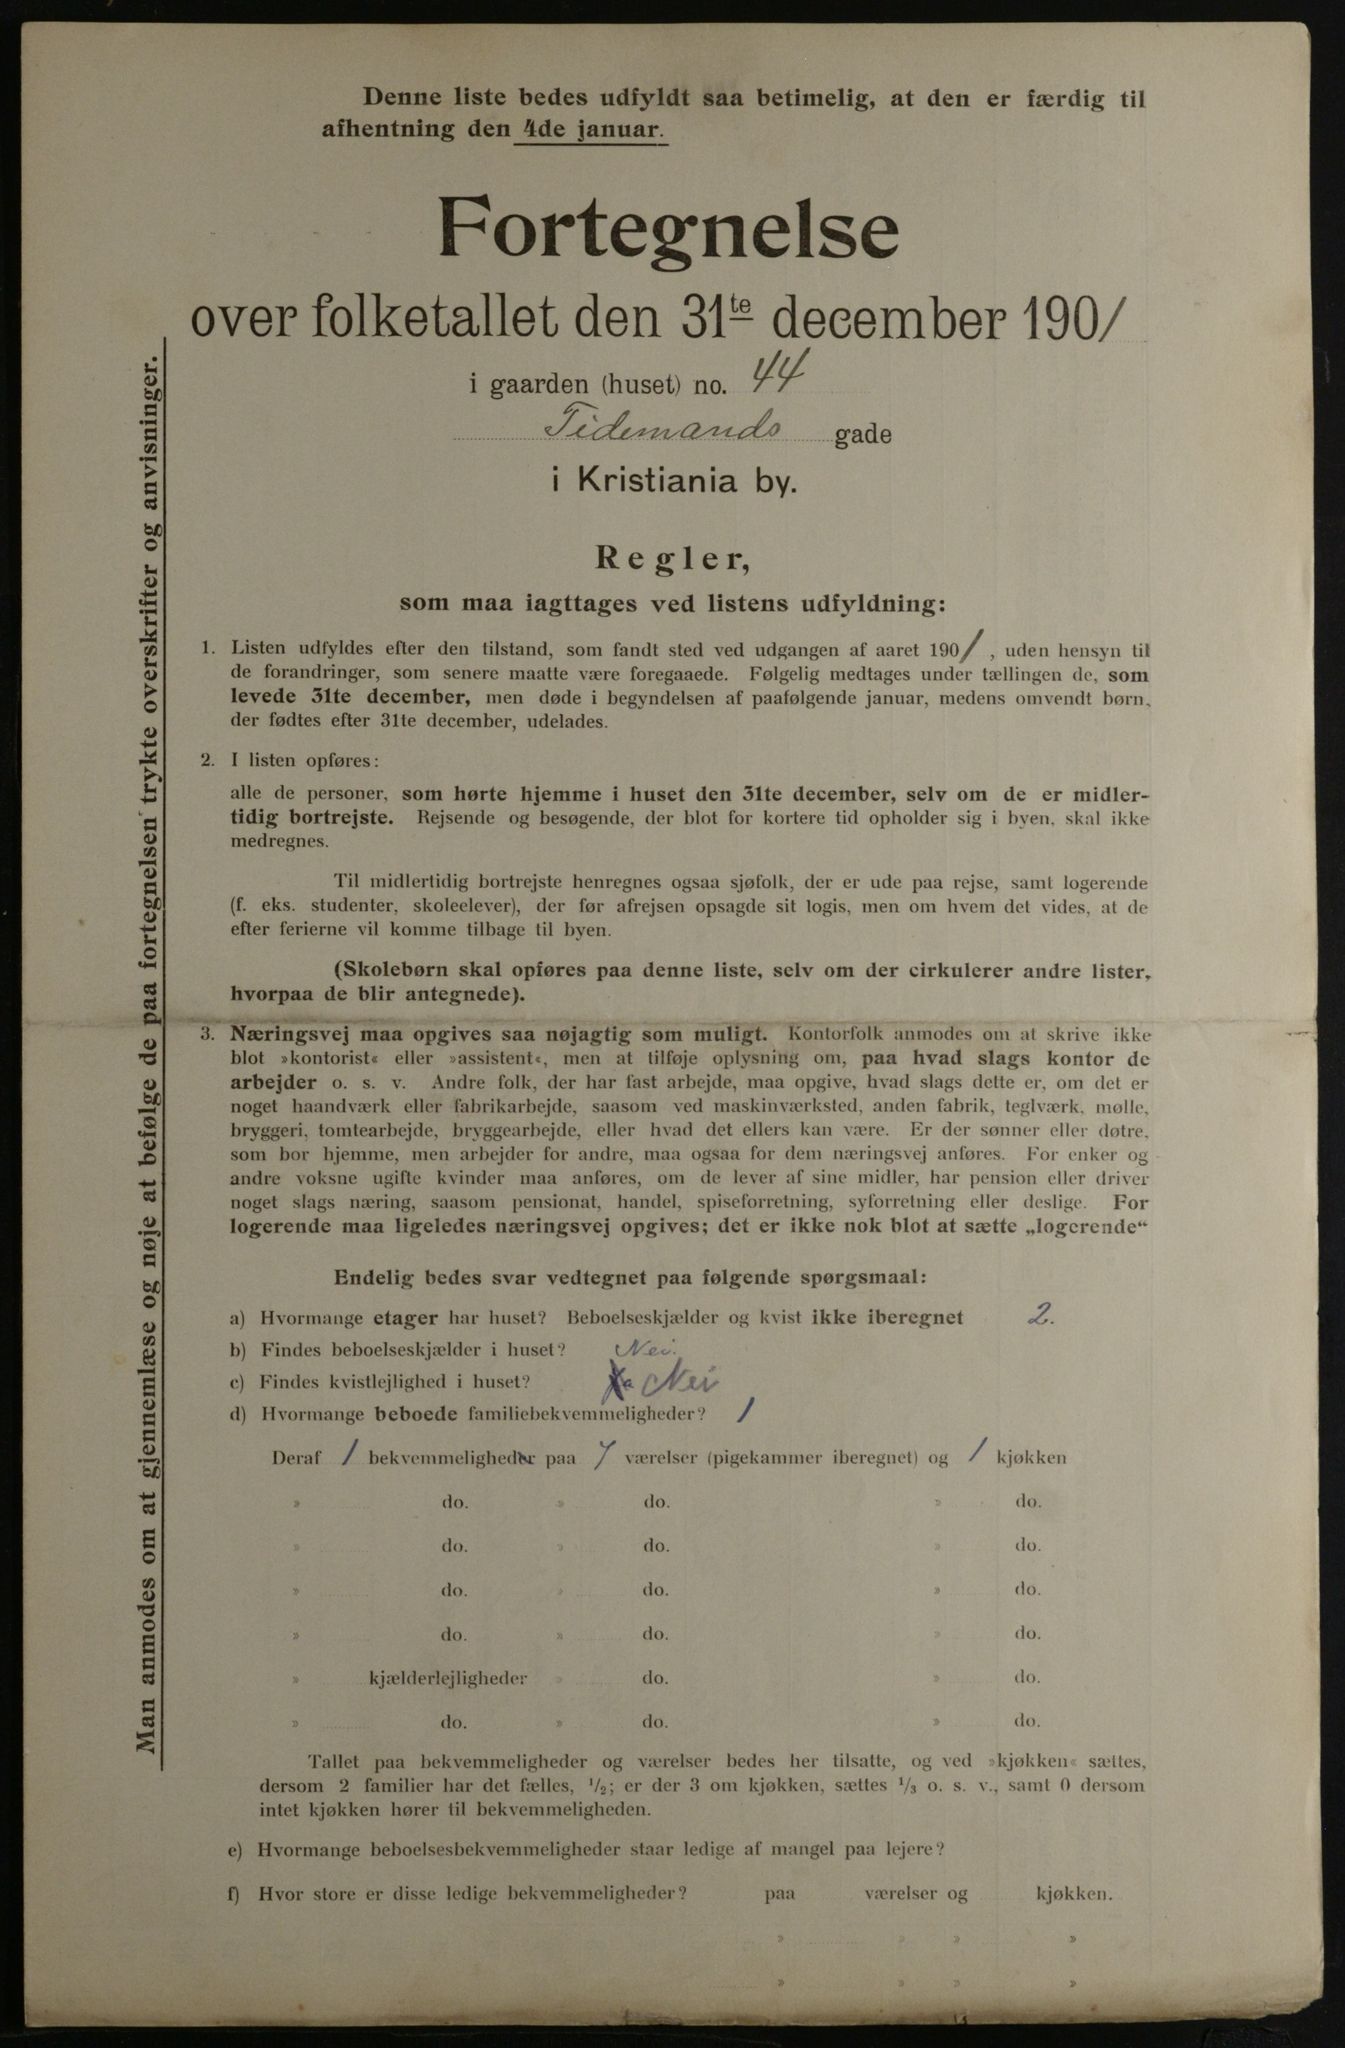 Denne liste bedes udfyldt saa betimelig, at den er færdig til
afhentning den 4de januar.
Fortegnelse
over folketallet den 31te december 1901
i gaarden (huset) no. 44
Tidemands gade
i Kristiania by.
Regler,
som maa iagttages ved listens udfyldning:
1. Listen udfyldes efter den tilstand, som fandt sted ved udgangen af aaret 1901, uden hensyn til
de forandringer, som senere maatte være foregaaede. Følgelig medtages under tællingen de, som
levede 31te december, men døde i begyndelsen af paafølgende januar, medens omvendt børn,
der fødtes efter 31te december, udelades.
2. I listen opføres:
alle de personer, som hørte hjemme i huset den 31te december, selv om de er midler-
tidig bortrejste. Rejsende og besøgende, der blot for kortere tid opholder sig i byen, skal ikke
medregnes.
Til midlertidig bortrejste henregnes ogsaa sjøfolk, der er ude paa rejse, samt logerende
(f. eks. studenter, skoleelever), der før afrejsen opsagde sit logis, men om hvem det vides, at de
efter ferierne vil komme tilbage til byen.
(Skolebørn skal opføres paa denne liste, selv om der cirkulerer andre lister,
hvorpaa de blir antegnede).
3. Næringsvej maa opgives saa nøjagtig som muligt. Kontorfolk anmodes om at skrive ikke
blot »kontorist« eller »assistent«, men at tilføje oplysning om, paa hvad slags kontor de
arbejder o. s. v. Andre folk, der har fast arbejde, maa opgive, hvad slags dette er, om det er
noget haandværk eller fabrikarbejde, saasom ved maskinværksted, anden fabrik, teglværk, mølle,
bryggeri, tomtearbejde, bryggearbejde, eller hvad det ellers kan være. Er der sønner eller døtre,
som bor hjemme, men arbejder for andre, maa ogsaa for dem næringsvej anføres. For enker og
andre voksne ugifte kvinder maa anføres, om de lever af sine midler, har pension eller driver
noget slags næring, saasom pensionat, handel, spiseforretning, syforretning eller deslige. For
logerende maa ligeledes næringsvej opgives; det er ikke nok blot at sætte „logerende“
Endelig bedes svar vedtegnet paa følgende spørgsmaal:
a) Hvormange etager har huset? Beboelseskjælder og kvist ikke iberegnet 2.
b) Findes beboelseskjælder i huset? Nei.
c) Findes kvistlejlighed i huset? Ja Nei
d) Hvormange beboede familiebekvemmeligheder? 1
Deraf 1 bekvemmeligheder paa 7 værelser (pigekammer iberegnet) og 1 kjøkken
» do. » do. » do.
» do. » do. » do.
» do. » do. » do.
» do. » do. » do.
» kjælderlejligheder » do. » do.
» do. » do. » do.
Tallet paa bekvemmeligheder og værelser bedes her tilsatte, og ved »kjøkken« sættes,
dersom 2 familier har det fælles, 1/2; er der 3 om kjøkken, sættes 1/3 o. s. v., samt 0 dersom
intet kjøkken hører til bekvemmeligheden.
e) Hvormange beboelsesbekvemmeligheder staar ledige af mangel paa lejere?
f) Hvor store er disse ledige bekvemmeligheder? paa værelser og kjøkken.
» » » »
» » » »
Man anmodes om at gjennemlæse og nøje at befølge de paa fortegnelsen trykte overskrifter og anvisninger.